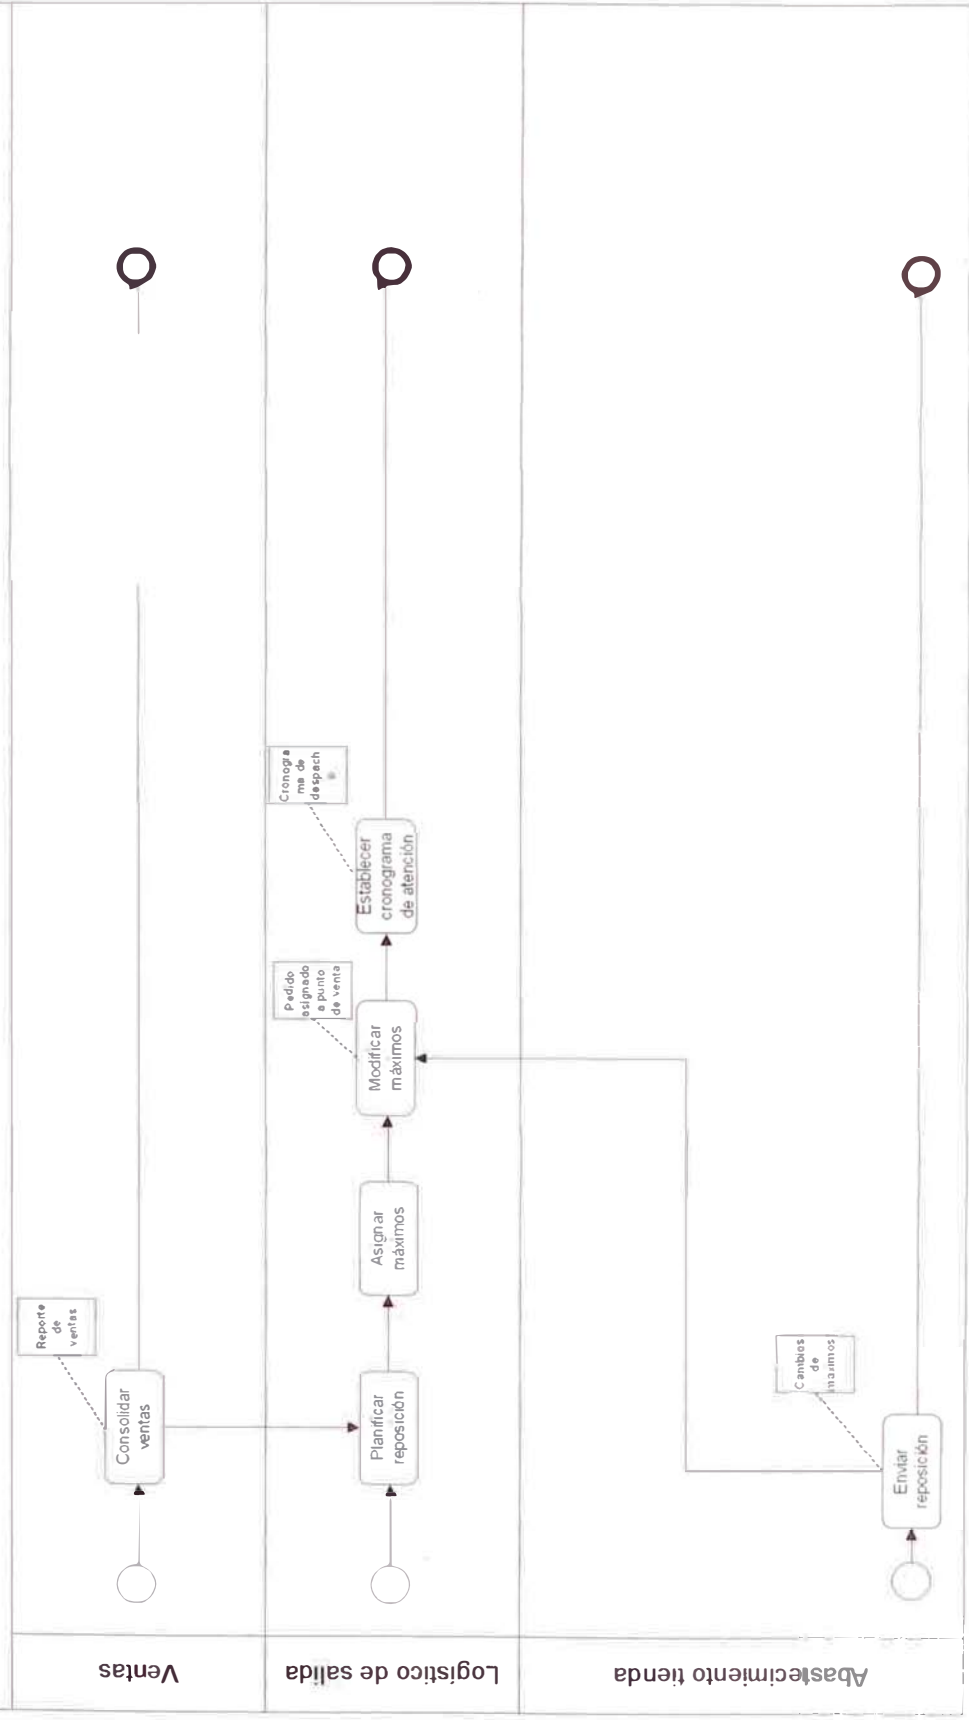 Ventas
Reporte
de
ventas
Consolidar
ventas
Logístico de salida
Planificar
reposición
Asignar
máximos
Pedido
asignado
a punto
de venta
Modificar
máximos
Cronogra
ma de
despach
o
Establecer
cronograma
de atención
Abastecimiento tienda
Cambios
de
maximos
Enviar
reposición